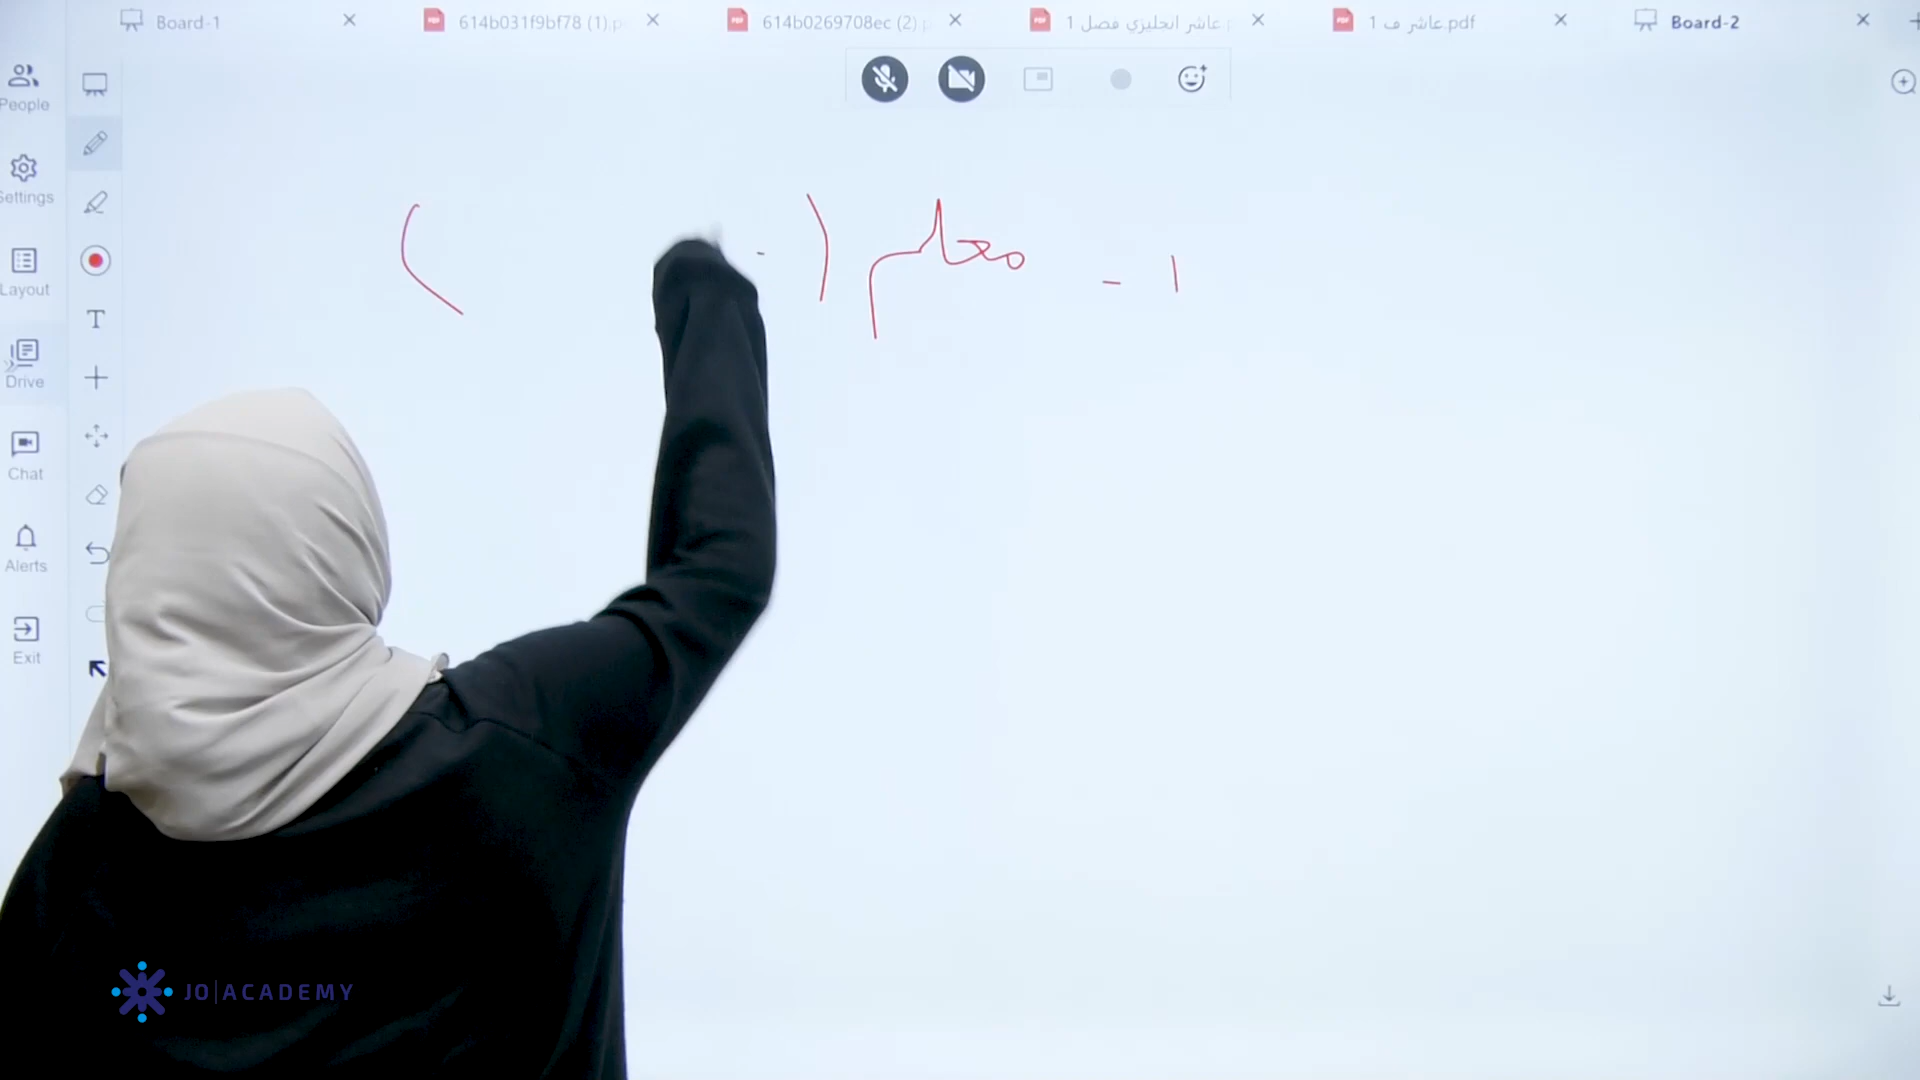 Board-1
614b031f9bf78 (1).p
614b0269708ec (2) p
عاشر انجليزي فصل 1
عاشر ف 1.pdf
Board-2
People
Settings
Layout
Drive
Chat
Alerts
Exit
T
١ - معلم (
JO|ACADEMY